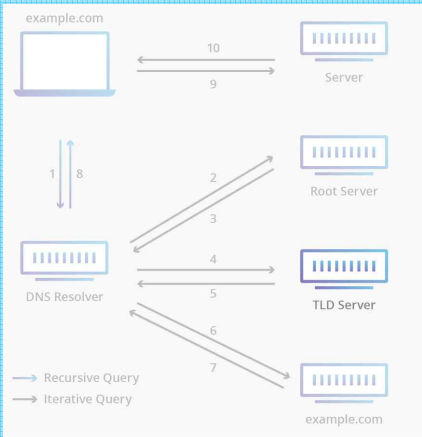 example.com
10
9
Server
1
8
2
3
Root Server
4
5
DNS Resolver
TLD Server
6
7
Recursive Query
Iterative Query
example.com